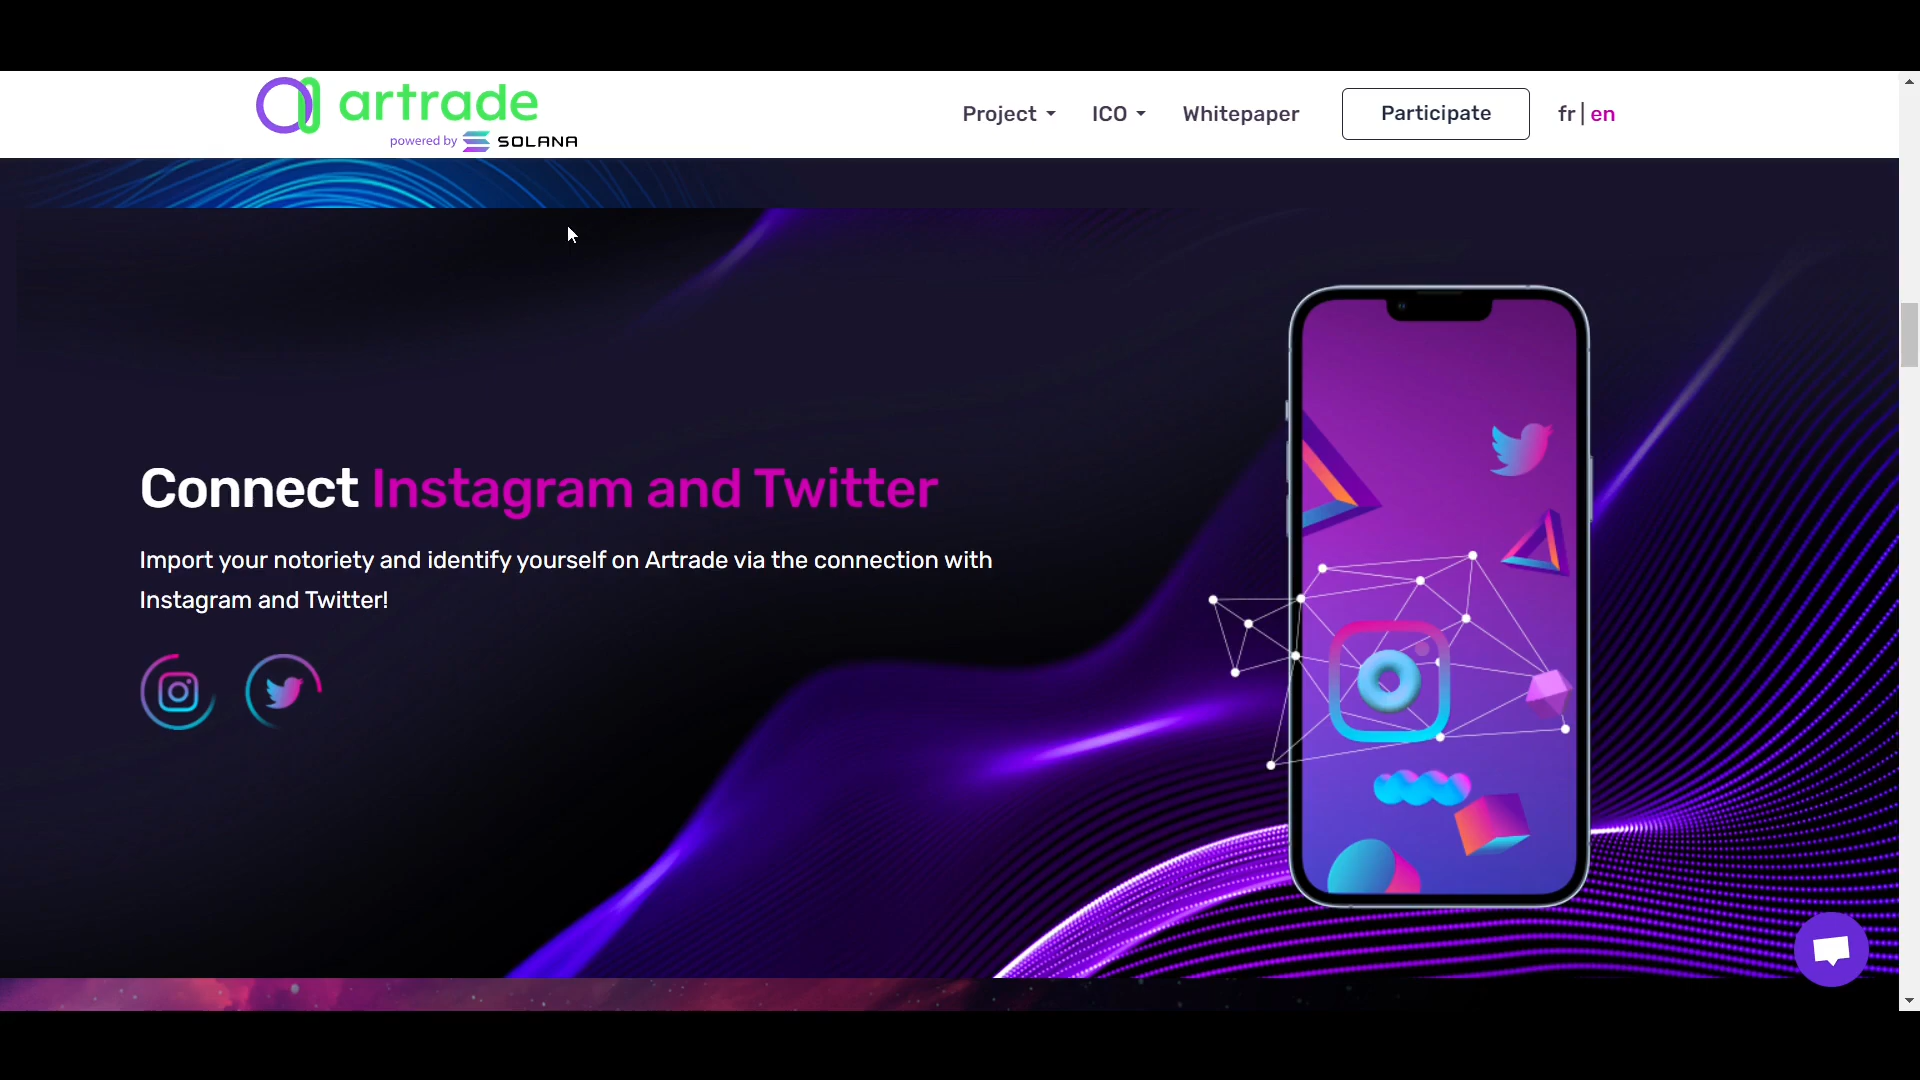 artrade
powered by SOLANA
Project ICO Whitepaper Participate fr | en
Connect Instagram and Twitter
Import your notoriety and identify yourself on Artrade via the connection with
Instagram and Twitter!